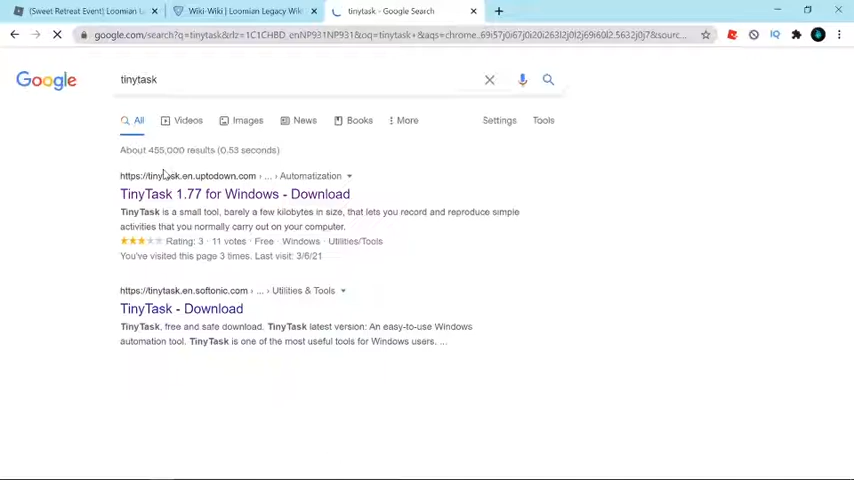 (Sweet Retreat Event) Loomian L
Wiki-Wiki | Loomian Legacy Wiki
tinytask - Google Search
google.com/search?q=tinytask&rlz=1C1CHBD_enNP931NP931&oq=tinytask+&aqs=chrome..69i57j0i67j0i20i263l2j0l2j69i60l2.5632j0j7&sourc...
Google
tinytask
All
Videos
Images
News
Books
More
Settings
Tools
About 455,000 results (0.53 seconds)
https://tinytask.en.uptodown.com › ... › Automatization
TinyTask 1.77 for Windows - Download
TinyTask is a small tool, barely a few kilobytes in size, that lets you record and reproduce simple
activities that you normally carry out on your computer.
Rating: 3 · 11 votes · Free · Windows · Utilities/Tools
You've visited this page 3 times. Last visit: 3/6/21
https://tinytask.en.softonic.com › ... › Utilities & Tools
TinyTask - Download
TinyTask, free and safe download. TinyTask latest version: An easy-to-use Windows
automation tool. TinyTask is one of the most useful tools for Windows users. ...